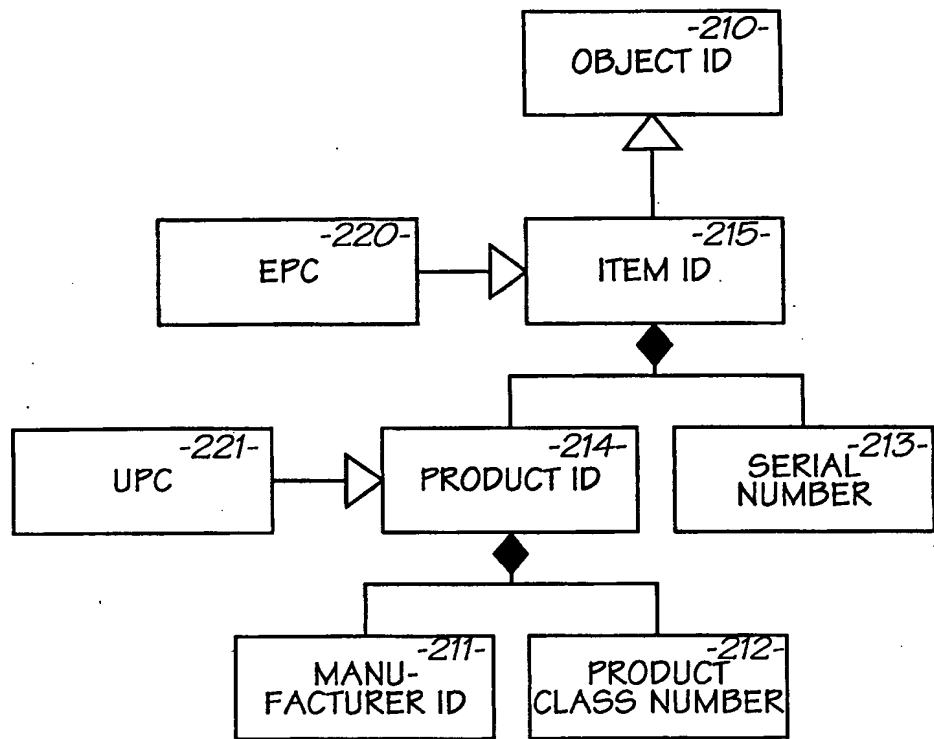 -210-
OBJECT ID
-220-
EPC
-215-
ITEM ID
-221-
UPC
-214-
PRODUCT ID
-213-
SERIAL
NUMBER
-211-
MANU-
FACTURER ID
-212-
PRODUCT
CLASS NUMBER